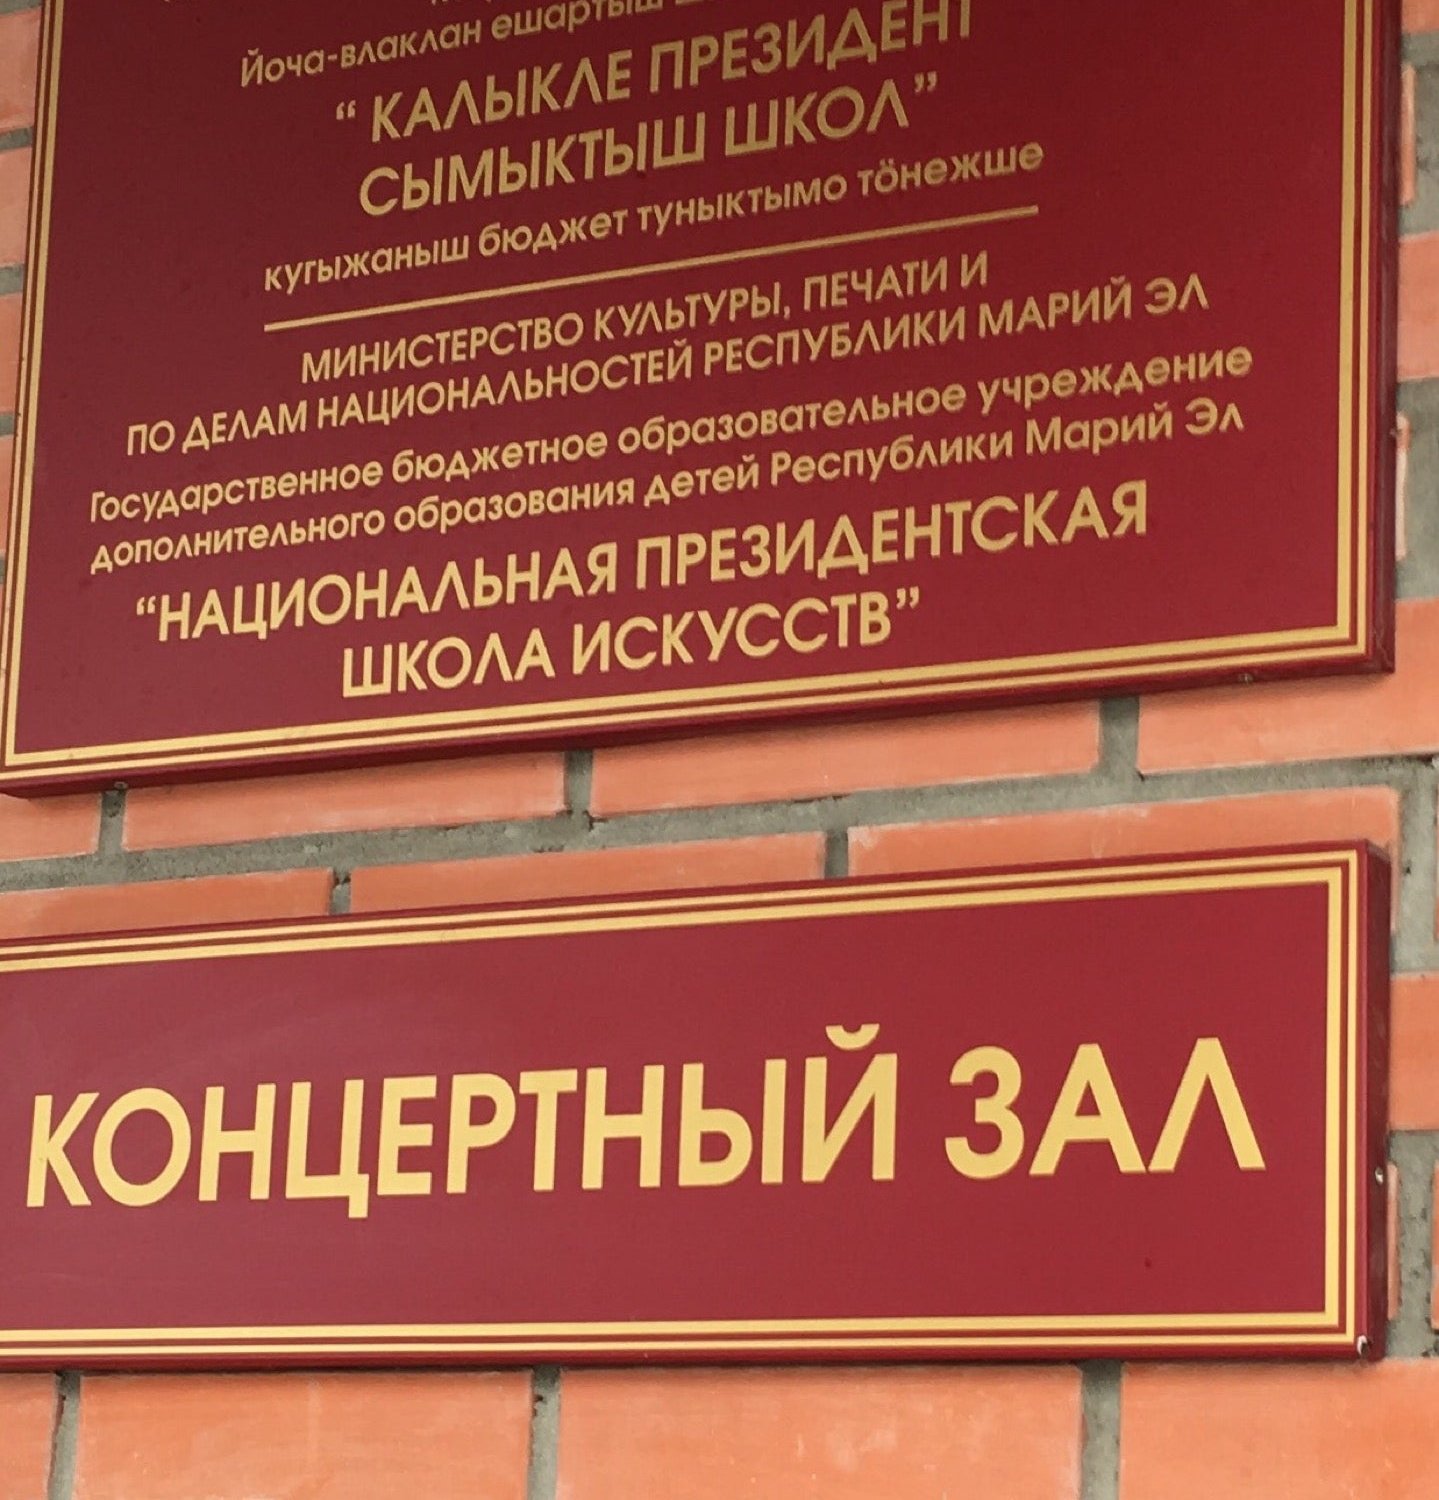 Йоча-влаклан ешартыш
“ КАЛЫКЛЕ ПРЕЗИДЕНТ
СЫМЫКТЫШ ШКОЛ”
кугыжаныш бюджет туныктымо тӧнежше
МИНИСТЕРСТВО КУЛЬТУРЫ, ПЕЧАТИ И
ПО ДЕЛАМ НАЦИОНАЛЬНОСТЕЙ РЕСПУБЛИКИ МАРИЙ ЭЛ
Государственное бюджетное образовательное учреждение
дополнительного образования детей Республики Марий Эл
“НАЦИОНАЛЬНАЯ ПРЕЗИДЕНТСКАЯ
ШКОЛА ИСКУССТВ”
КОНЦЕРТНЫЙ ЗАЛ